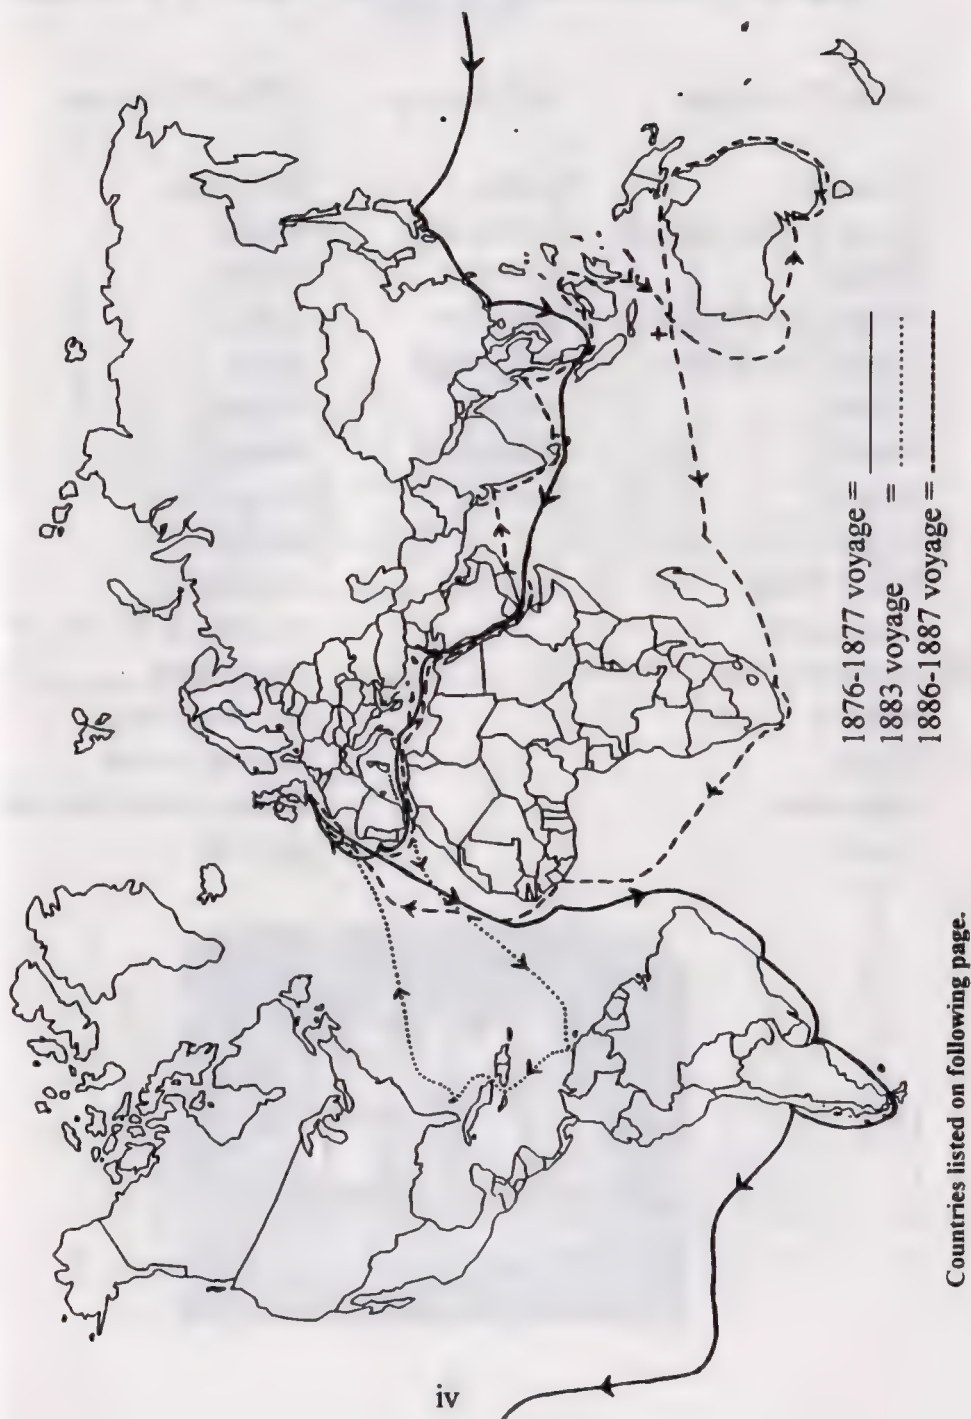 1876-1877 voyage =
1883 voyage =
1886-1887 voyage =
Countries listed on following page.
iv